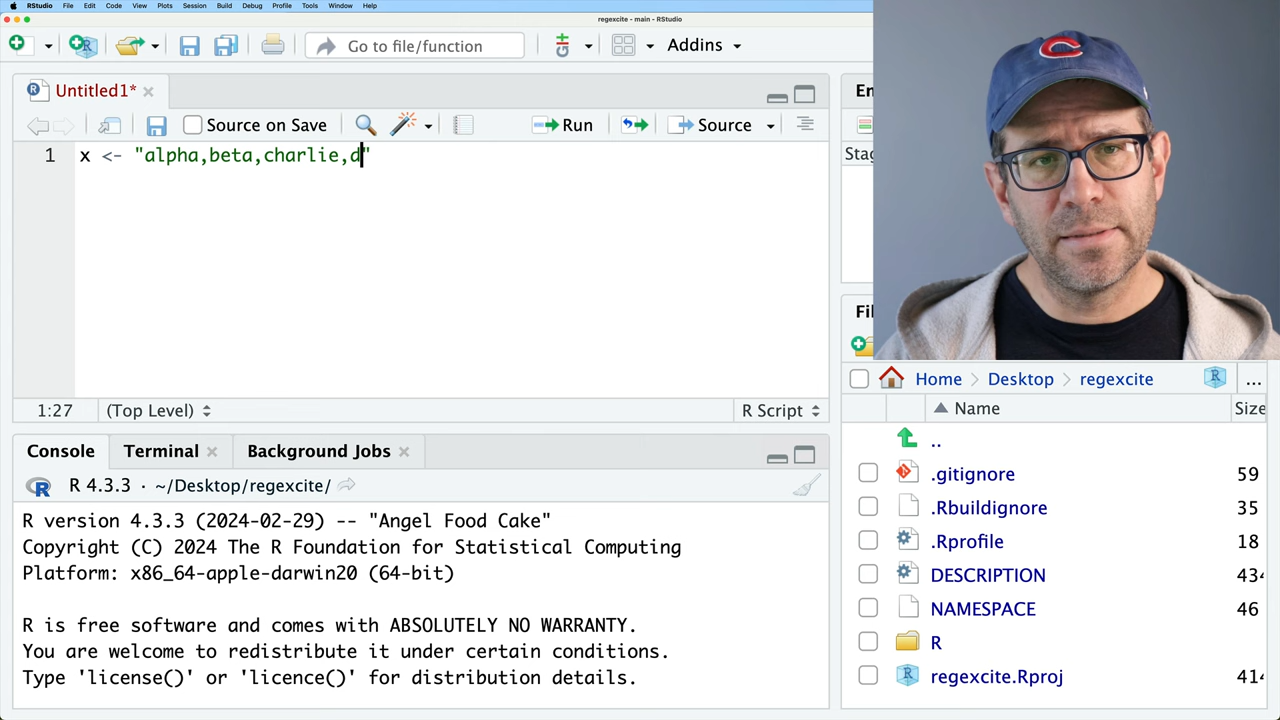 RStudio File Edit Code View Plots Session Build Debug Profile Tools Window Help
regexcite - main - RStudio
Go to file/function
Addins
Untitled1*
Source on Save
Run
Source
1 x <- "alpha,beta,charlie,d"
1:27 (Top Level) R Script
Console Terminal Background Jobs
R 4.3.3 · ~/Desktop/regexcite/
R version 4.3.3 (2024-02-29) -- "Angel Food Cake"
Copyright (C) 2024 The R Foundation for Statistical Computing
Platform: x86_64-apple-darwin20 (64-bit)
R is free software and comes with ABSOLUTELY NO WARRANTY.
You are welcome to redistribute it under certain conditions.
Type 'license()' or 'licence()' for distribution details.
En
Stag
Fil
Home Desktop regexcite ...
Name Size
..
.gitignore 59
.Rbuildignore 35
.Rprofile 18
DESCRIPTION 434
NAMESPACE 46
R
regexcite.Rproj 414
C